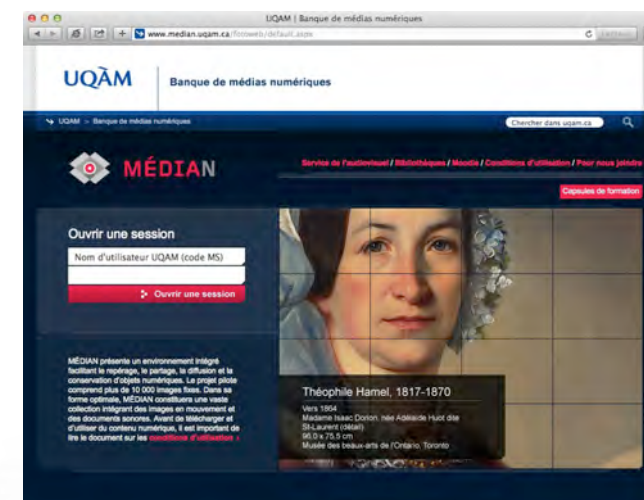 UQAM | Banque de médias numériques
www.median.uqam.ca/fotoweb/default.aspx
UQÀM
Banque de médias numériques
UQAM > Banque de médias numériques
Chercher dans uqam.ca
MÉDIAN
Service de l'audiovisuel / Bibliothèques / Moodle / Conditions d'utilisation / Pour nous joindre
Capsules de formation
Ouvrir une session
Nom d'utilisateur UQAM (code MS)
Ouvrir une session
MÉDIAN présente un environnement intégré
facilitant le repérage, le partage, la diffusion et la
conservation d'objets numériques. Le projet pilote
comprend plus de 10 000 images fixes. Dans sa
forme optimale, MÉDIAN constituera une vaste
collection intégrant des images en mouvement et
des documents sonores. Avant de télécharger et
d'utiliser du contenu numérique, il est important de
lire le document sur les conditions d'utilisation ›
Théophile Hamel, 1817-1870
Vers 1864
Madame Isaac Dorion, née Adélaïde Huot dite
St-Laurent (détail)
96,0 x 75,5 cm
Musée des beaux-arts de l'Ontario, Toronto